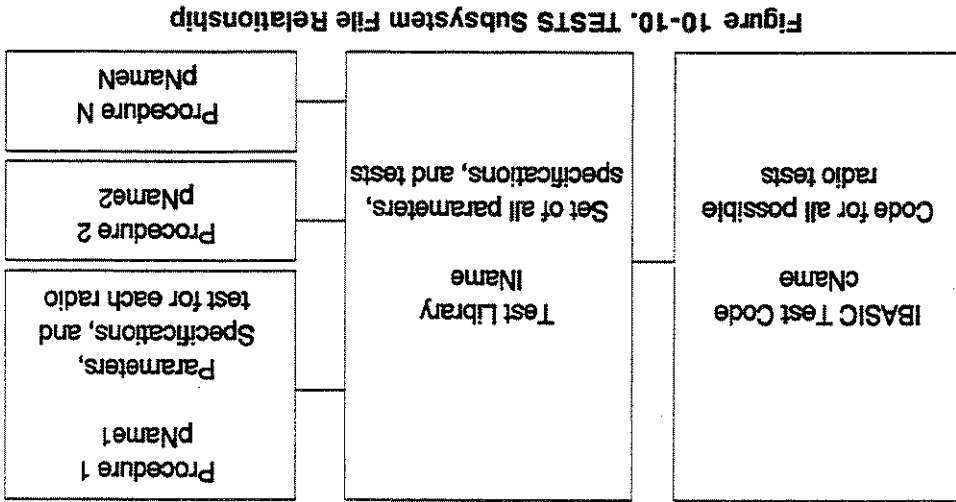 IBASIC Test Code
cName
Code for all possible
radio tests
Test Library
lName
Set of all parameters,
specifications, and tests
Procedure 1
pName1
Parameters,
Specifications, and
test for each radio
Procedure 2
pName2
Procedure N
pNameN
Figure 10-10. TESTS Subsystem File Relationship